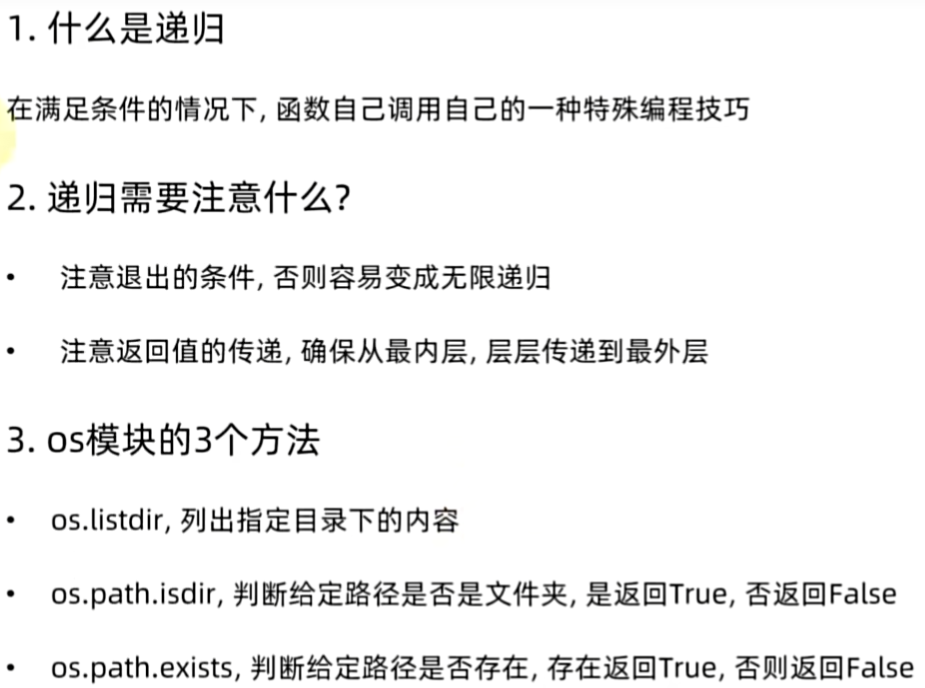 1. 什么是递归
在满足条件的情况下, 函数自己调用自己的一种特殊编程技巧
2. 递归需要注意什么?
• 注意退出的条件, 否则容易变成无限递归
• 注意返回值的传递, 确保从最内层, 层层传递到最外层
3. os模块的3个方法
• os.listdir, 列出指定目录下的内容
• os.path.isdir, 判断给定路径是否是文件夹, 是返回True, 否返回False
• os.path.exists, 判断给定路径是否存在, 存在返回True, 否则返回False